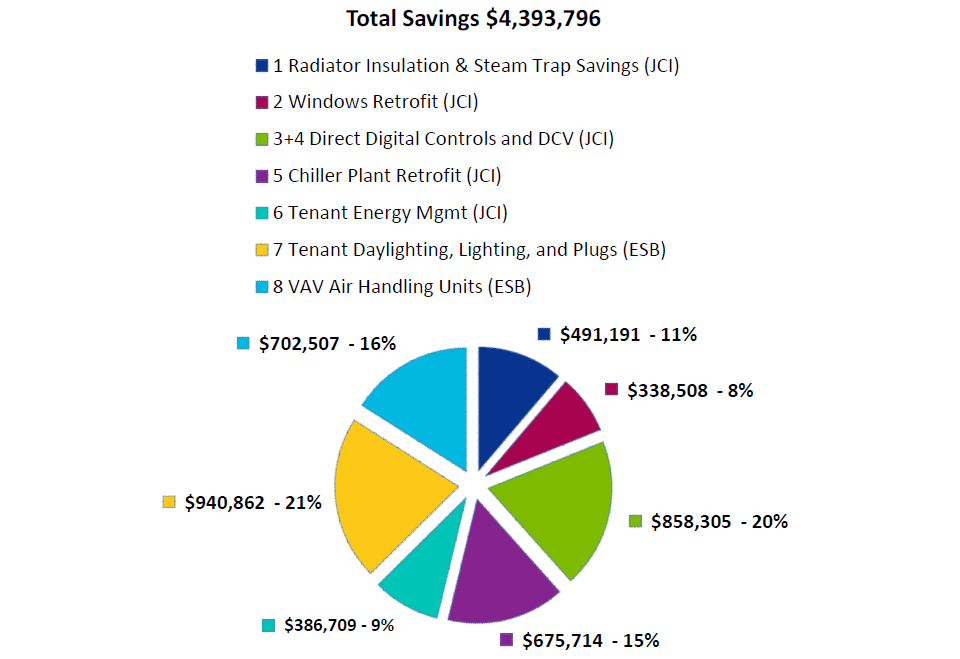 Total Savings $4,393,796
1 Radiator Insulation & Steam Trap Savings (JCI)
2 Windows Retrofit (JCI)
3+4 Direct Digital Controls and DCV (JCI)
5 Chiller Plant Retrofit (JCI)
6 Tenant Energy Mgmt (JCI)
7 Tenant Daylighting, Lighting, and Plugs (ESB)
8 VAV Air Handling Units (ESB)
$491,191 - 11%
$702,507 - 16%
$338,508 - 8%
$940,862 - 21%
$858,305 - 20%
$386,709 - 9%
$675,714 - 15%